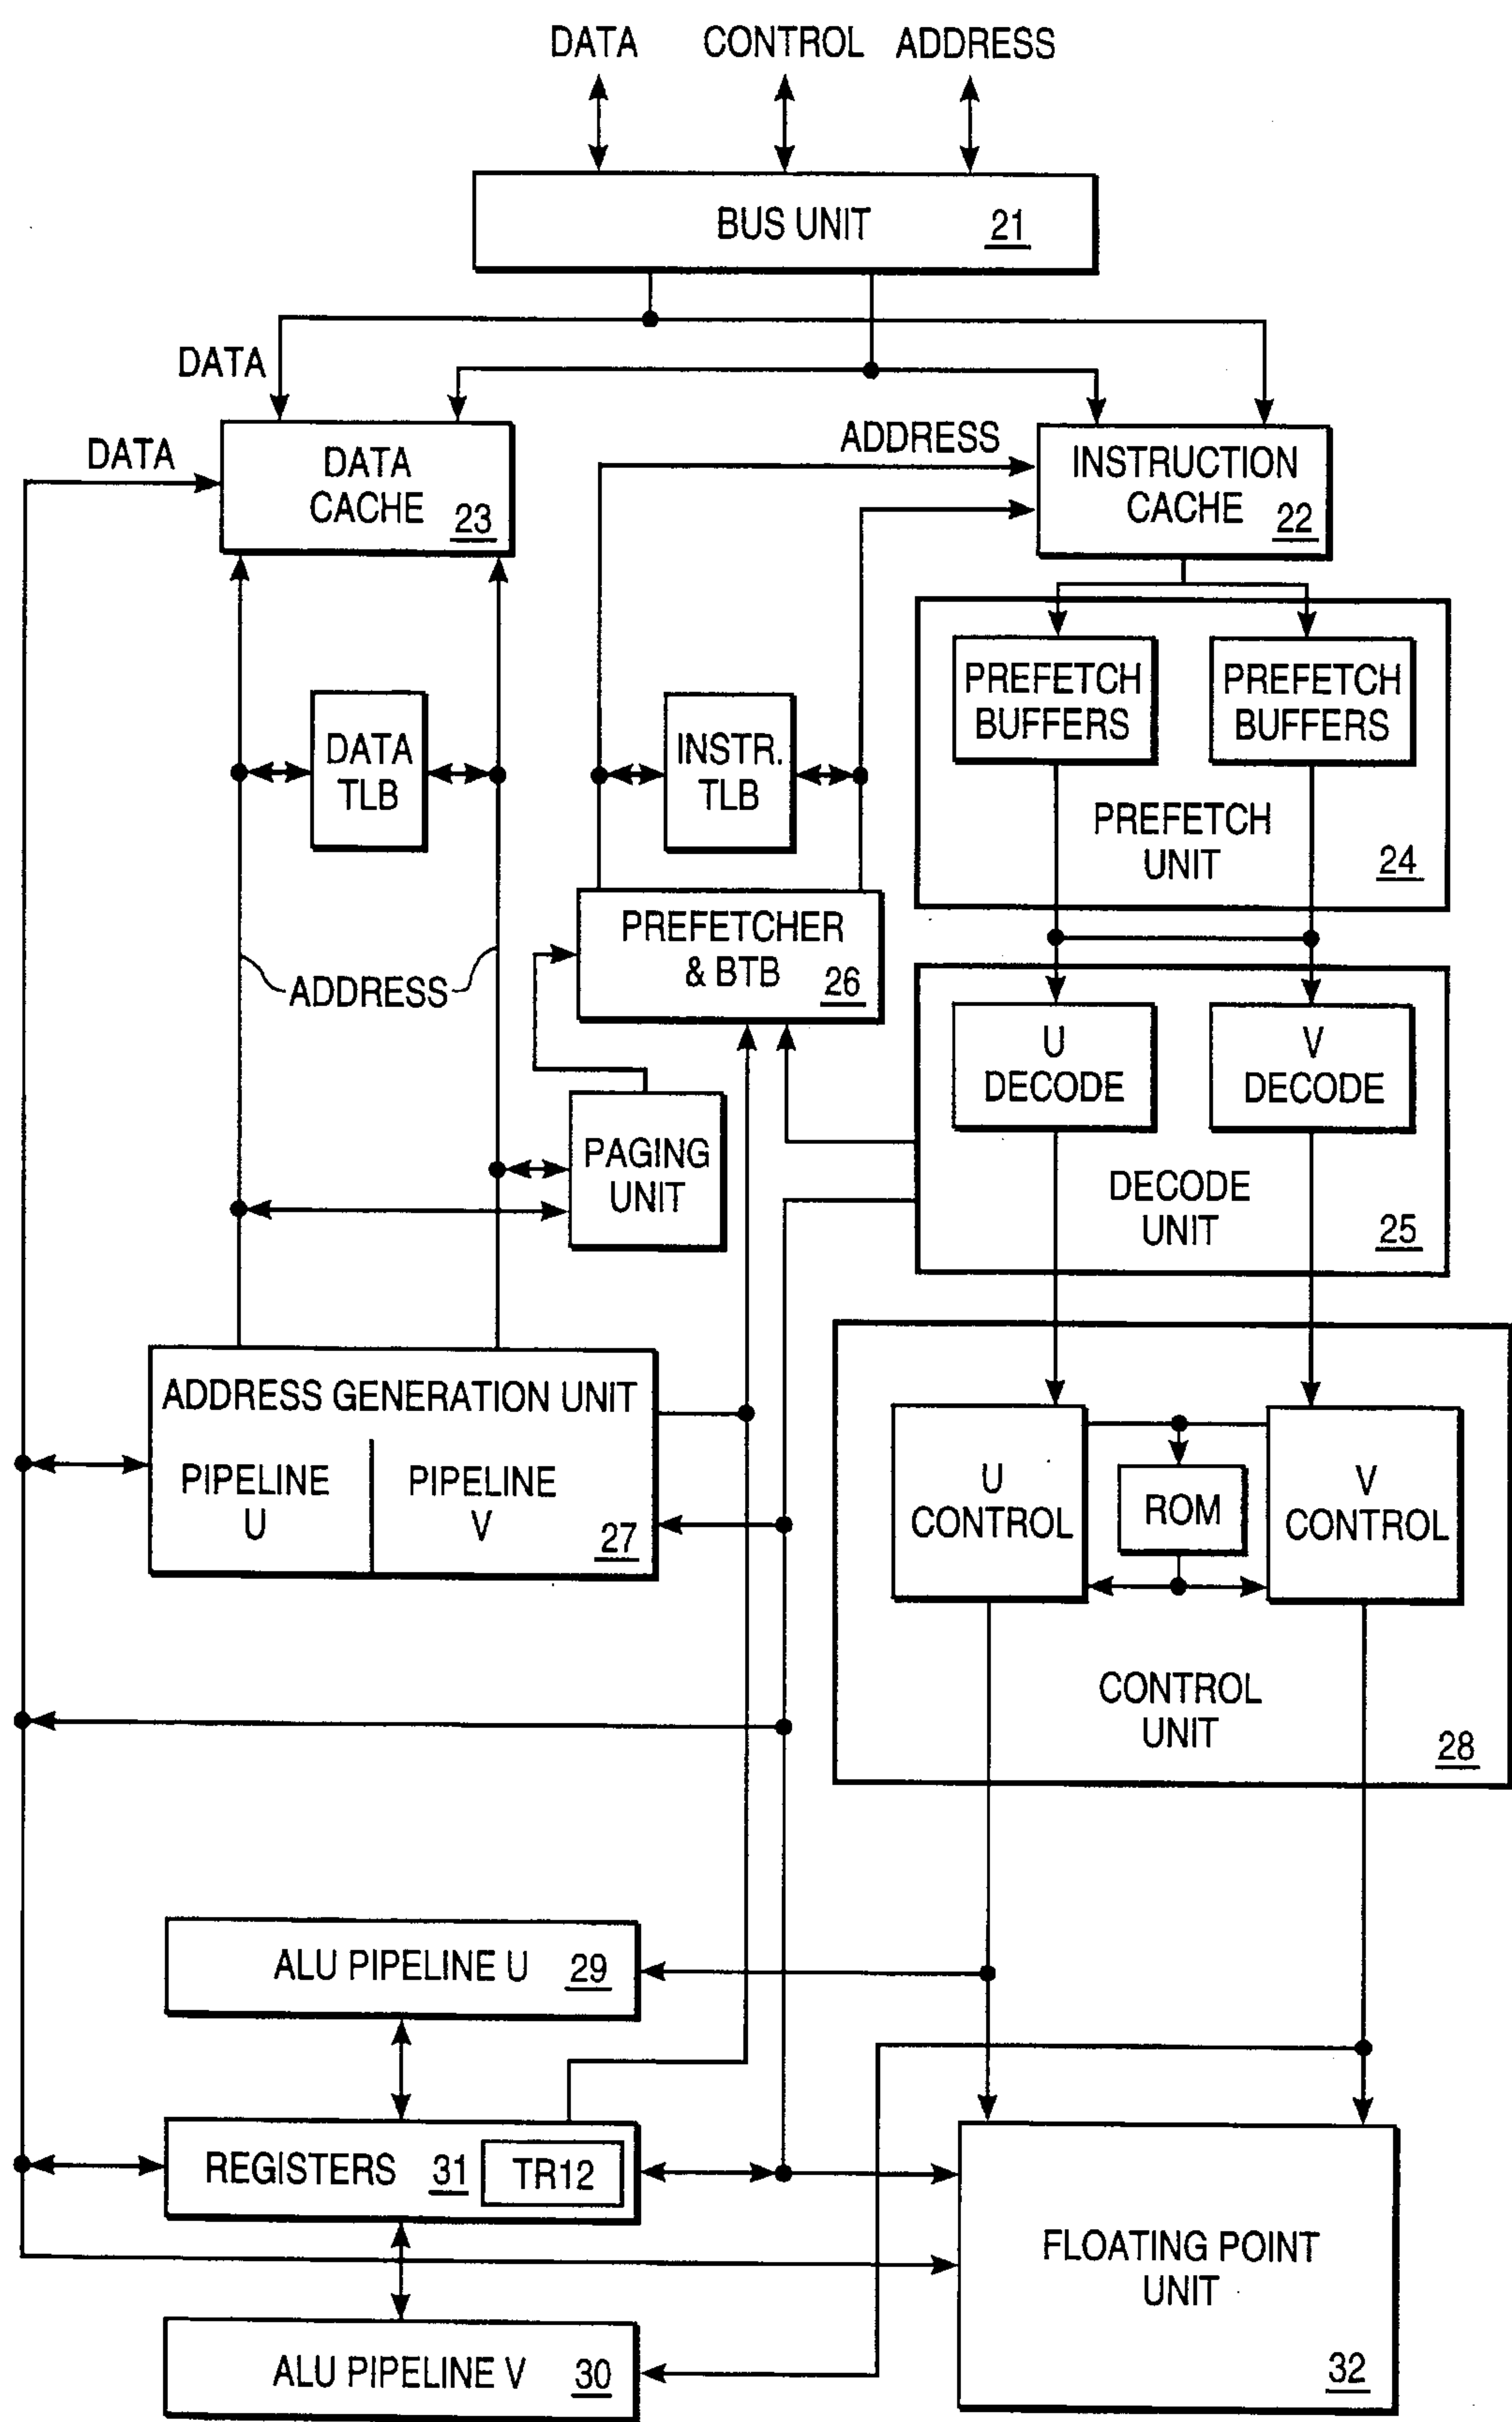 DATA CONTROL ADDRESS
BUS UNIT 21
DATA
DATA
DATA
CACHE 23
ADDRESS
INSTRUCTION
CACHE 22
PREFETCH
BUFFERS
PREFETCH
BUFFERS
PREFETCH
UNIT
24
DATA
TLB
INSTR.
TLB
PREFETCHER
& BTB 26
ADDRESS
U
DECODE
V
DECODE
DECODE
UNIT
25
PAGING
UNIT
ADDRESS GENERATION UNIT
PIPELINE
U
PIPELINE
V
27
U
CONTROL
ROM
V
CONTROL
CONTROL
UNIT
28
ALU PIPELINE U 29
REGISTERS 31 TR12
ALU PIPELINE V 30
FLOATING POINT
UNIT
32